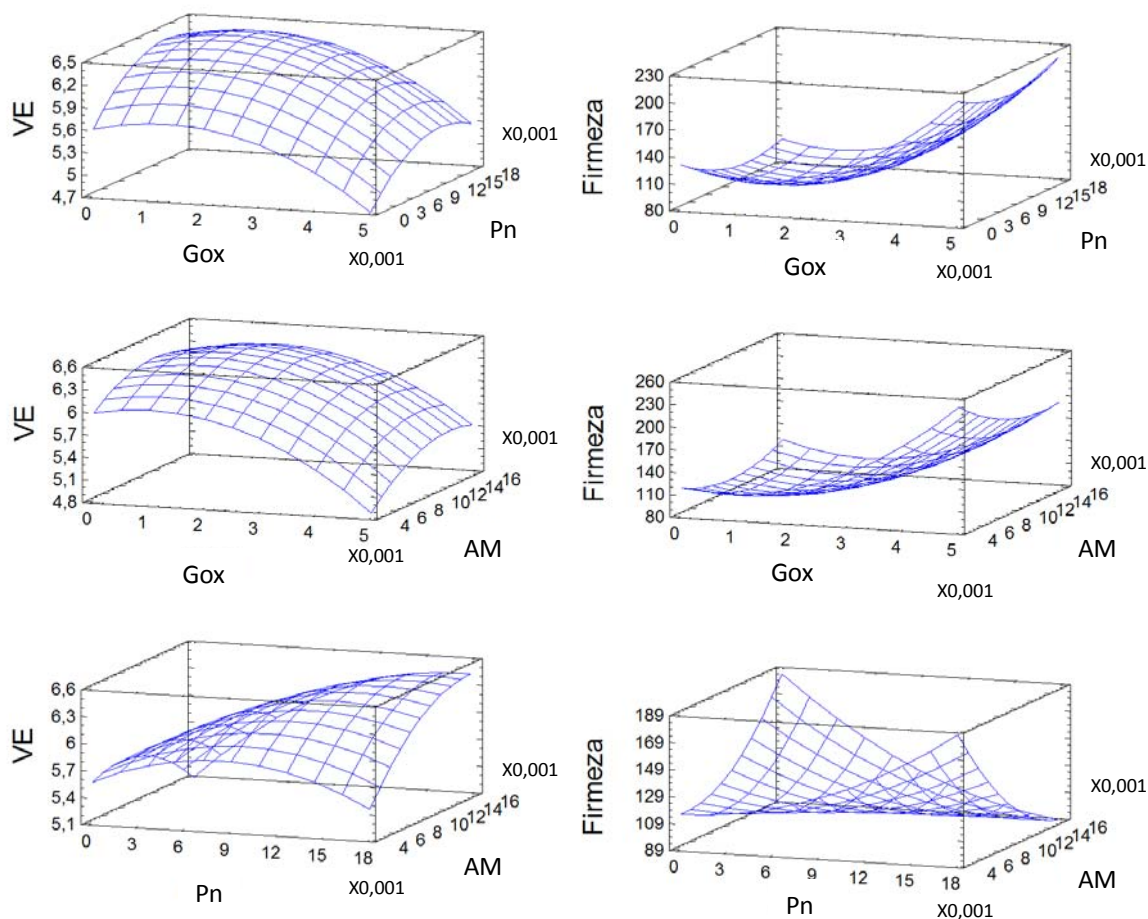 VE
6,5
6,2
5,9
5,6
5,3
5
4,7
0 1 2 3 4 5
Gox
X0,001
0 3 6 9 12 15 18
Pn
X0,001
Firmeza
230
200
170
140
110
80
0 1 2 3 4 5
Gox
X0,001
0 3 6 9 12 15 18
Pn
X0,001
VE
6,6
6,3
6
5,7
5,4
5,1
4,8
0 1 2 3 4 5
Gox
X0,001
4 6 8 10 12 14 16
AM
X0,001
Firmeza
260
230
200
170
140
110
80
0 1 2 3 4 5
Gox
X0,001
4 6 8 10 12 14 16
AM
X0,001
VE
6,6
6,3
6
5,7
5,4
5,1
0 3 6 9 12 15 18
Pn
X0,001
4 6 8 10 12 14 16
AM
X0,001
Firmeza
189
169
149
129
109
89
0 3 6 9 12 15 18
Pn
X0,001
4 6 8 10 12 14 16
AM
X0,001